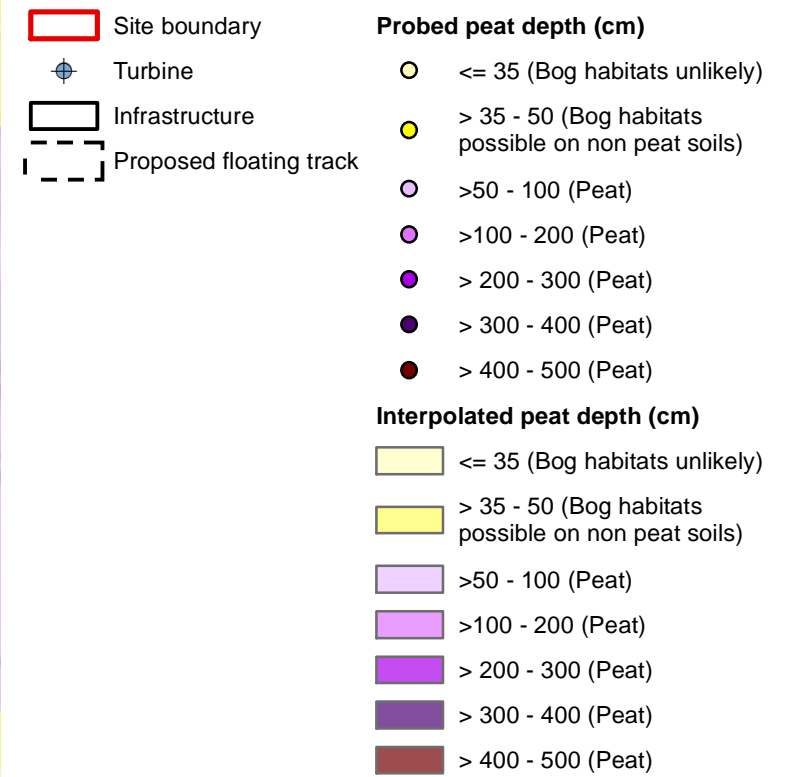 Site boundary
Turbine
Infrastructure
Proposed floating track
Probed peat depth (cm)
<= 35 (Bog habitats unlikely)
> 35 - 50 (Bog habitats
possible on non peat soils)
>50 - 100 (Peat)
>100 - 200 (Peat)
> 200 - 300 (Peat)
> 300 - 400 (Peat)
> 400 - 500 (Peat)
Interpolated peat depth (cm)
<= 35 (Bog habitats unlikely)
> 35 - 50 (Bog habitats
possible on non peat soils)
>50 - 100 (Peat)
>100 - 200 (Peat)
> 200 - 300 (Peat)
> 300 - 400 (Peat)
> 400 - 500 (Peat)